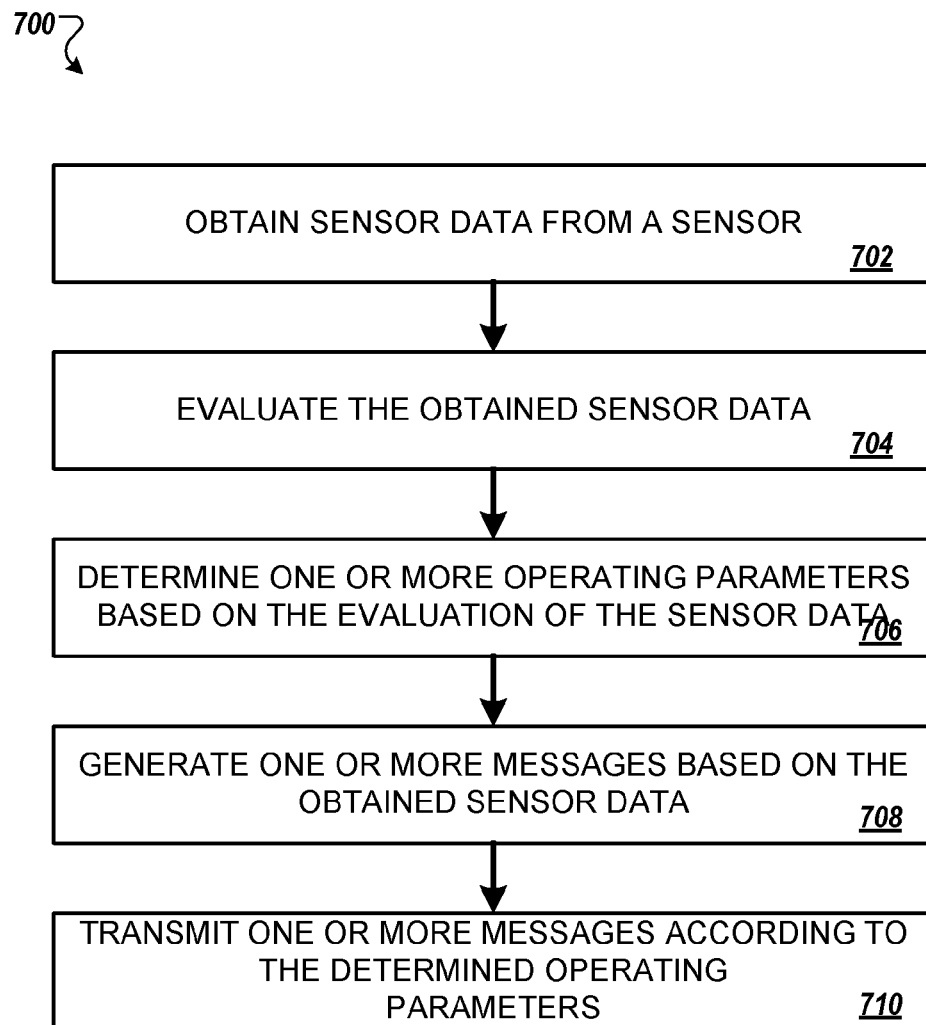 700
OBTAIN SENSOR DATA FROM A SENSOR
702
EVALUATE THE OBTAINED SENSOR DATA
704
DETERMINE ONE OR MORE OPERATING PARAMETERS
BASED ON THE EVALUATION OF THE SENSOR DATA
706
GENERATE ONE OR MORE MESSAGES BASED ON THE
OBTAINED SENSOR DATA
708
TRANSMIT ONE OR MORE MESSAGES ACCORDING TO
THE DETERMINED OPERATING
PARAMETERS
710